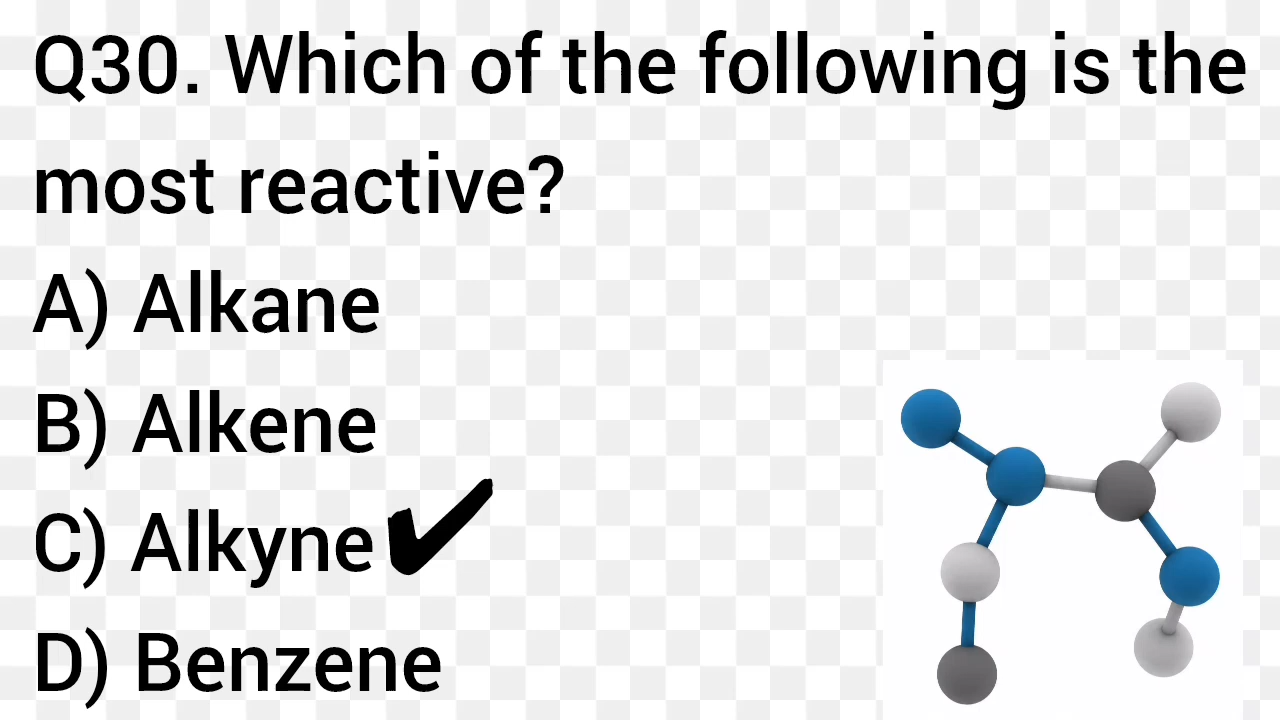 Q30. Which of the following is the
most reactive?
A) Alkane
B) Alkene
C) Alkyne✔
D) Benzene